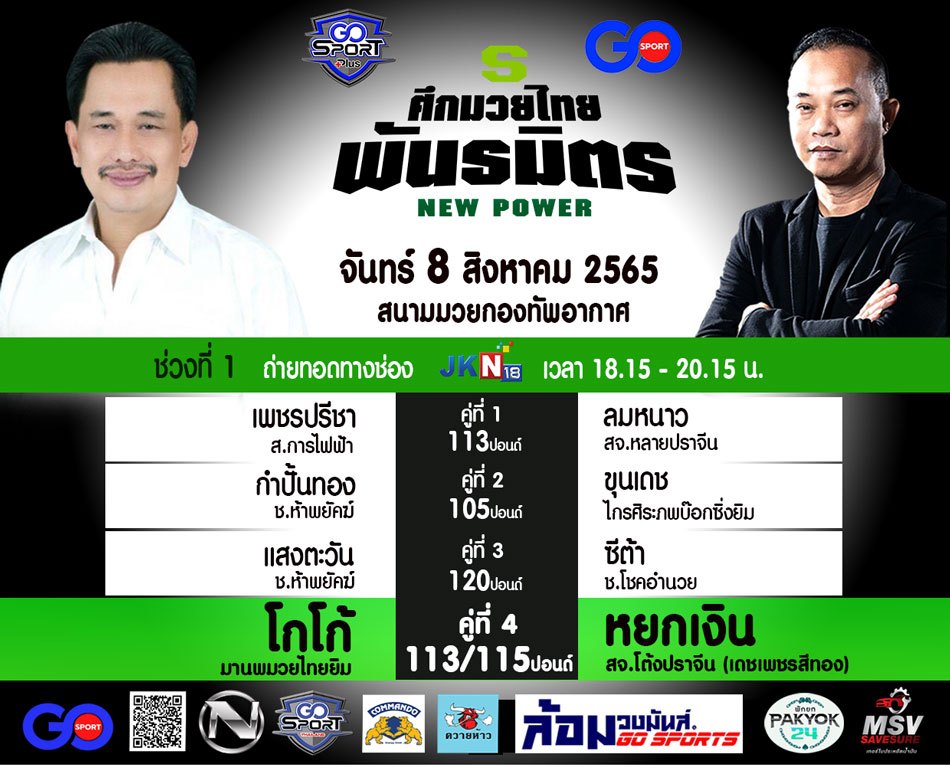 GO
SPORT
Plus
GO SPORT
S
ศึกมวยไทย
พันธมิตร
NEW POWER
จันทร์ 8 สิงหาคม 2565
สนามมวยกองทัพอากาศ
ช่วงที่ 1 ถ่ายทอดทางช่อง JKN18 เวลา 18.15 - 20.15 น.
เพชรปรีชา คู่ที่ 1 ลมหนาว
ส.การไฟฟ้า 113ปอนด์ สจ.หลายปราจีน
กำปั้นทอง คู่ที่ 2 ขุนเดช
ช.ห้าพยัคฆ์ 105ปอนด์ ไกรศิระภพบ๊อกซิ่งยิม
แสงตะวัน คู่ที่ 3 ซีต้า
ช.ห้าพยัคฆ์ 120ปอนด์ ช.โชคอำนวย
โกโก้ คู่ที่ 4 หยกเงิน
มานพมวยไทยยิม 113/115ปอนด์ สจ.โต้งปราจีน (เดชเพชรสีทอง)
GO SPORT
N
GO SPORT
COMMANDO
ควายห้าว
ล้อมวงมันส์.
GO SPORTS
พักยก
PAKYOK
24
MSV
SAVESURE